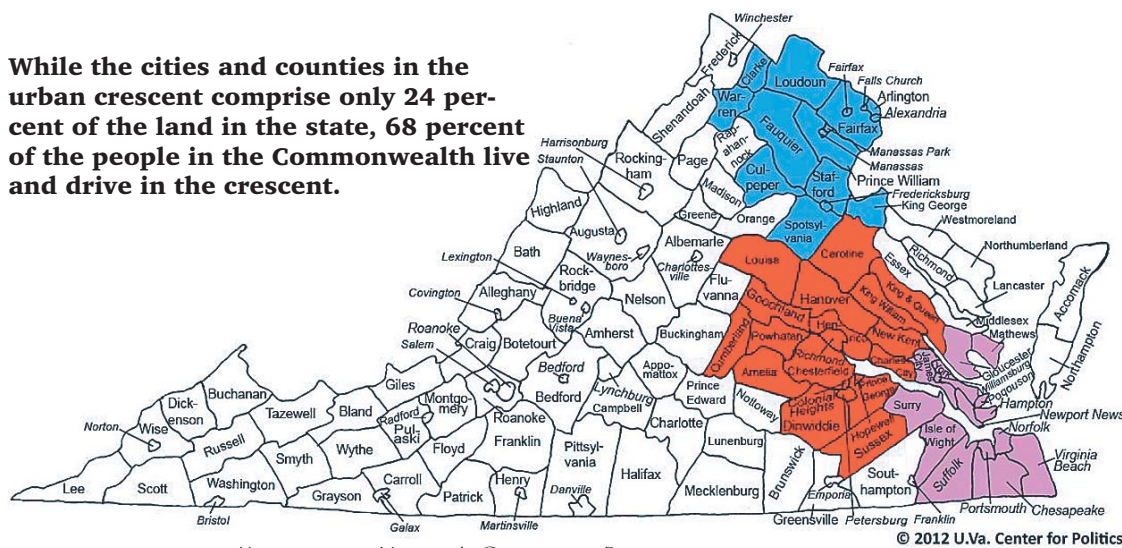 While the cities and counties in the
urban crescent comprise only 24 per-
cent of the land in the state, 68 percent
of the people in the Commonwealth live
and drive in the crescent.
Winchester
Frederick
Clarke
Loudoun
Fairfax
Falls Church
Arlington
Alexandria
Fairfax
War-
ren
Shenandoah
Fauquier
Rap-
ahan-
nock
Manassas Park
Manassas
Prince William
Harrisonburg
Staunton
Rocking-
ham
Page
Cul-
peper
Staf-
ford
Fredericksburg
King George
Madison
Westmoreland
Highland
Greene
Orange
Spotsyl-
vania
Augusta
Albemarle
Northumberland
Lexington
Bath
Waynes-
boro
Charlottes-
ville
Louisa
Caroline
Essex
Richmond
Lancaster
Accomack
Rock-
bridge
Flu-
vanna
Covington
Alleghany
Nelson
Goochland
Hanover
King William
King & Queen
Middlesex
Mathews
Northampton
Roanoke
Salem
Buena
Vista
Amherst
Buckingham
Cumberland
Powhatan
Hen-
rico
New Kent
Craig
Botetourt
Richmond
Charles
City
James
City
York
Gloucester
Williamsburg
Poquoson
Bedford
Appo-
mattox
Amelia
Chesterfield
Giles
Lynchburg
Prince
Edward
Prince
George
Hampton
Newport News
Buchanan
Montgo-
mery
Bedford
Campbell
Nottoway
Colonial
Heights
Surry
Dick-
enson
Tazewell
Bland
Radford
Roanoke
Charlotte
Dinwiddie
Hopewell
Norfolk
Norton
Wise
Pul-
aski
Floyd
Franklin
Pittsyl-
vania
Lunenburg
Sussex
Isle of
Wight
Virginia
Beach
Russell
Wythe
Smyth
Halifax
Brunswick
Suffolk
Lee
Scott
Washington
Grayson
Carroll
Patrick
Henry
Danville
Mecklenburg
Emporia
Sout-
hampton
Portsmouth
Chesapeake
Bristol
Galax
Martinsville
Greensville
Petersburg
Franklin
© 2012 U.Va. Center for Politics